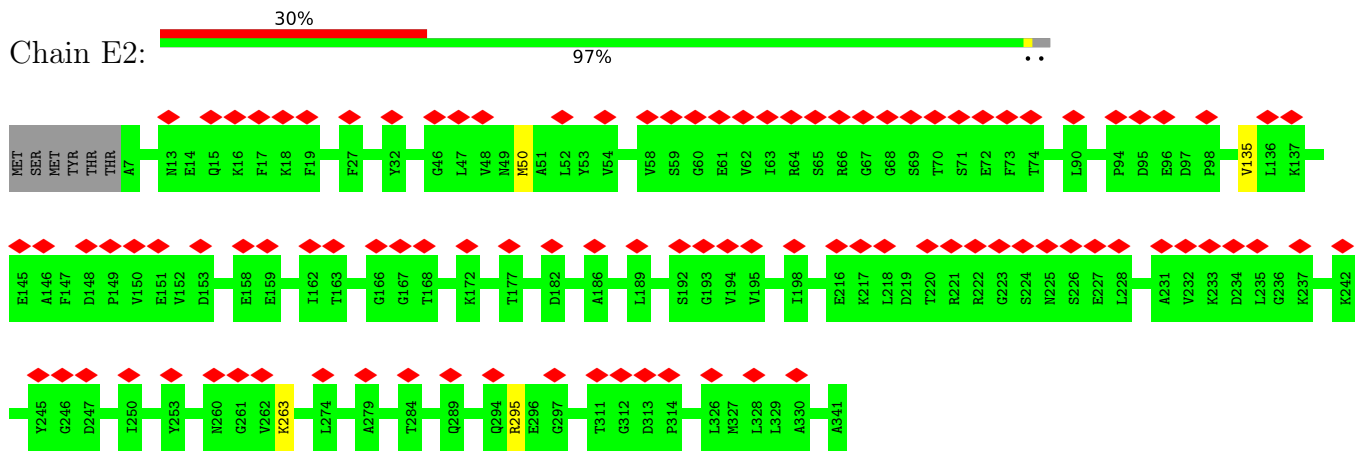 30%
Chain E2:
97%
MET SER MET TYR THR THR A7 N13 E14 Q15 K16 F17 K18 F19 F27 Y32 G46 L47 V48 N49 M50 A51 L52 Y53 V54 V58 S59 G60 E61 V62 I63 R64 S65 R66 G67 G68 S69 T70 S71 E72 F73 T74 L90 P94 D95 E96 D97 P98 V135 L136 K137
E145 A146 F147 D148 P149 V150 E151 V152 D153 E158 E159 I162 T163 G166 G167 T168 K172 T177 D182 A186 L189 S192 G193 V194 V195 I198 E216 K217 L218 D219 T220 R221 R222 G223 S224 N225 S226 E227 L228 A231 V232 K233 D234 L235 G236 K237 K242
Y245 G246 D247 I250 Y253 N260 G261 V262 K263 L274 A279 T284 Q289 Q294 R295 E296 G297 T311 G312 D313 P314 L326 M327 L328 L329 A330 A341